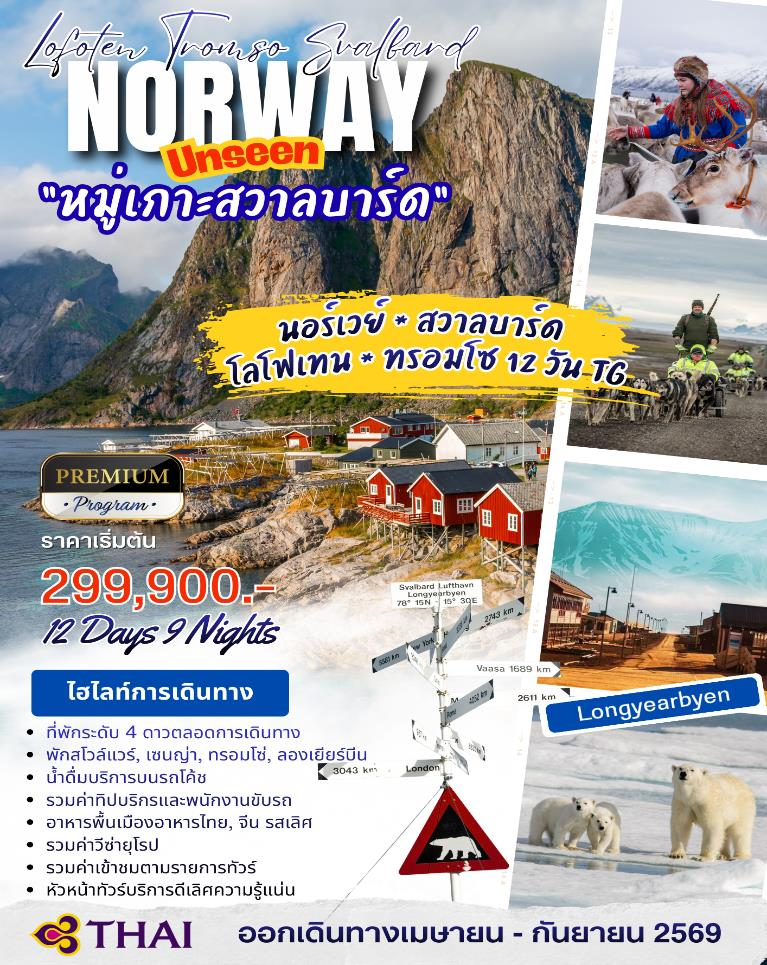 Lofoten Tromso Svalbard
NORWAY
Unseen
"หมู่เกาะสวาลบาร์ด"
นอร์เวย์ * สวาลบาร์ด
โลโฟเทน * ทรอมโซ 12 วัน TG
PREMIUM
• Program •
ราคาเริ่มต้น
299,900.-
12 Days 9 Nights
Svalbard Lufthavn
Longyearbyen
78° 15N - 15° 30E
2743 km
New York
5581 km
Vaasa 1689 km
2611 km
3043 km London
Longyearbyen
ไฮไลท์การเดินทาง
• ที่พักระดับ 4 ดาวตลอดการเดินทาง
• พักสโวล์แวร์, เซนญ่า, ทรอมโซ่, ลองเยียร์บีน
• น้ำดื่มบริการบนรถโค้ช
• รวมค่าทิปบริกรและพนักงานขับรถ
• อาหารพื้นเมืองอาหารไทย, จีน รสเลิศ
• รวมค่าวีซ่ายุโรป
• รวมค่าเข้าชมตามรายการทัวร์
• หัวหน้าทัวร์บริการดีเลิศความรู้แน่น
THAI
ออกเดินทางเมษายน - กันยายน 2569